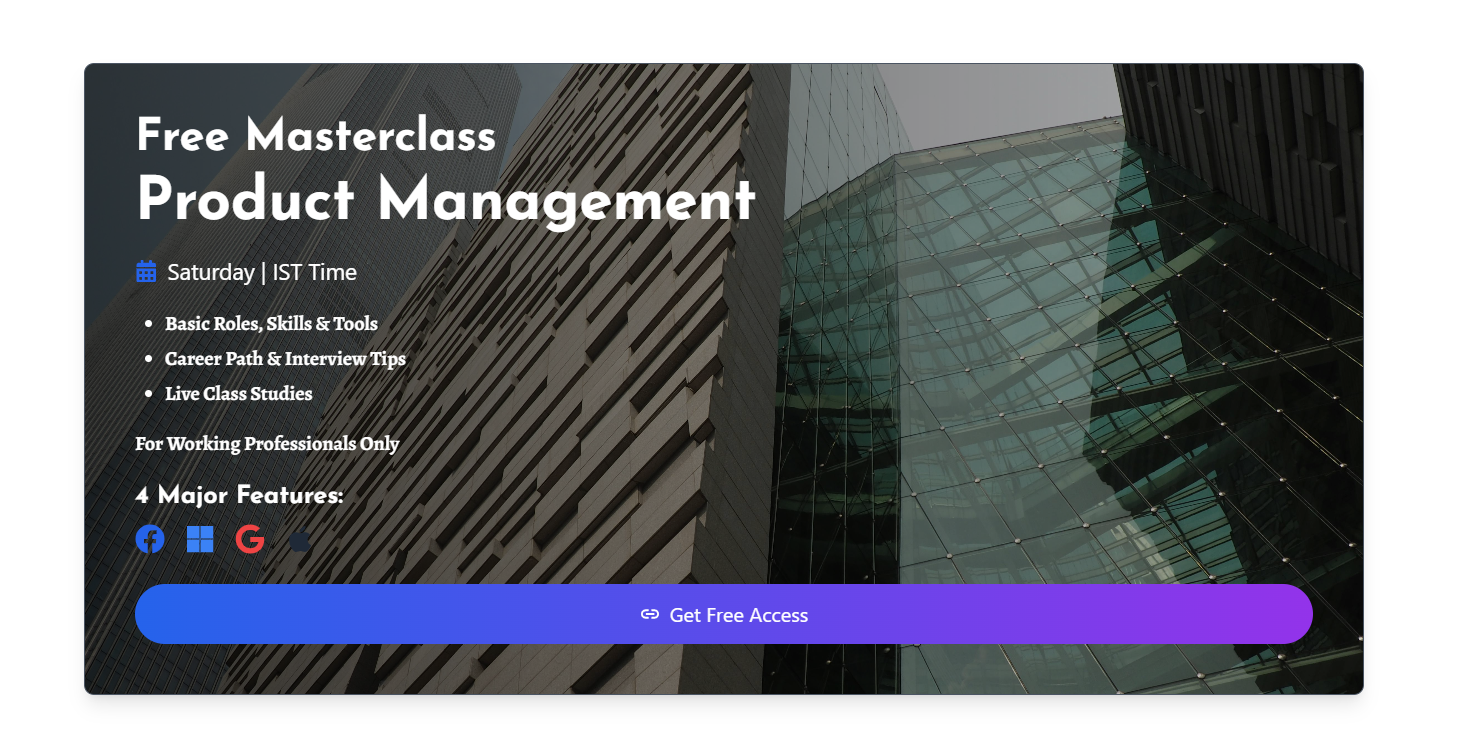 Free Masterclass
Product Management
Saturday | IST Time
Basic Roles, Skills & Tools
Career Path & Interview Tips
Live Class Studies
For Working Professionals Only
4 Major Features:
Get Free Access